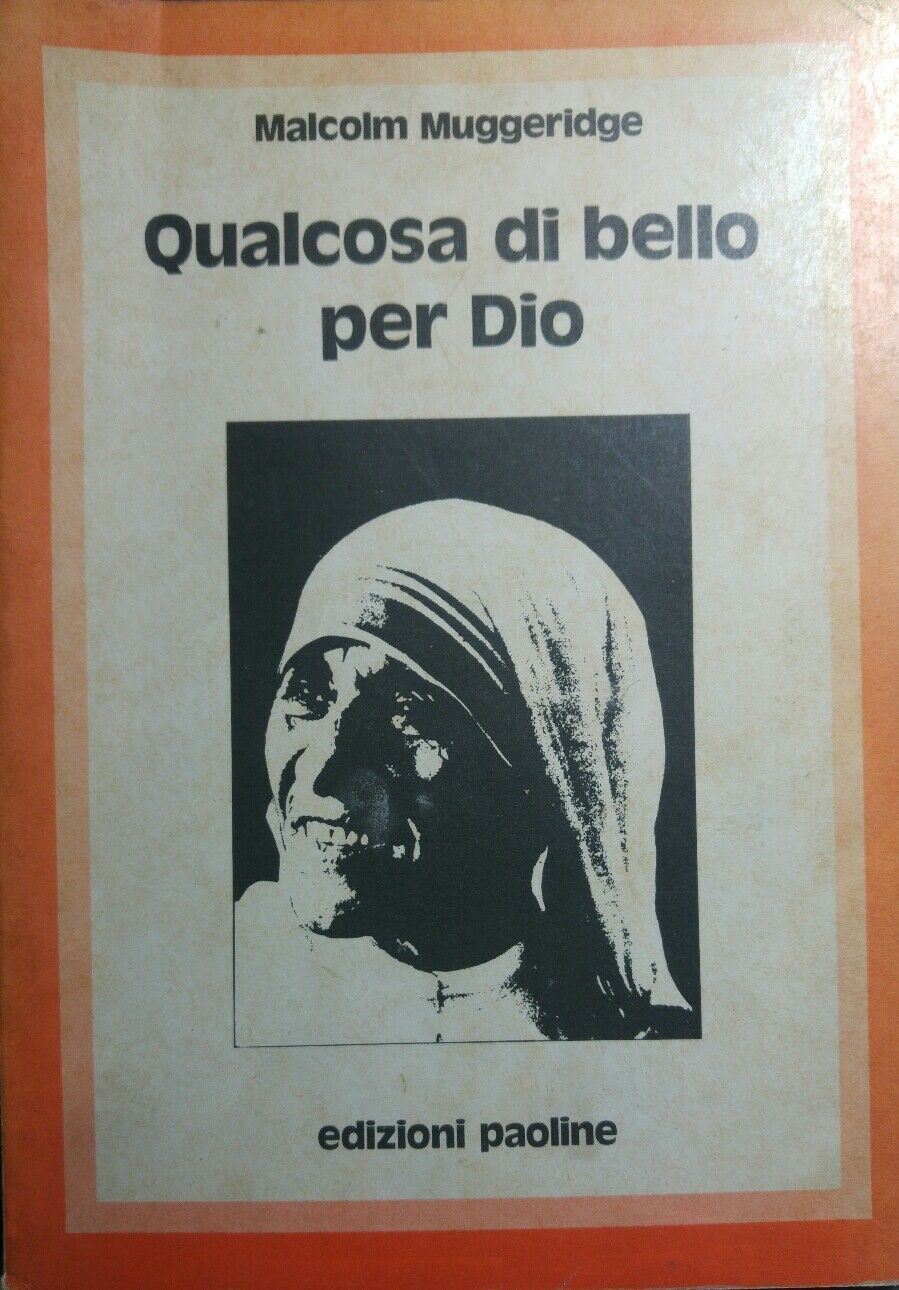 Malcolm Muggeridge
Qualcosa di bello
per Dio
edizioni paoline